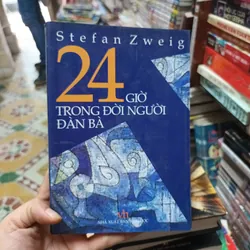 Stefan Zweig
24 GIỜ
TRONG ĐỜI NGƯỜI
ĐÀN BÀ